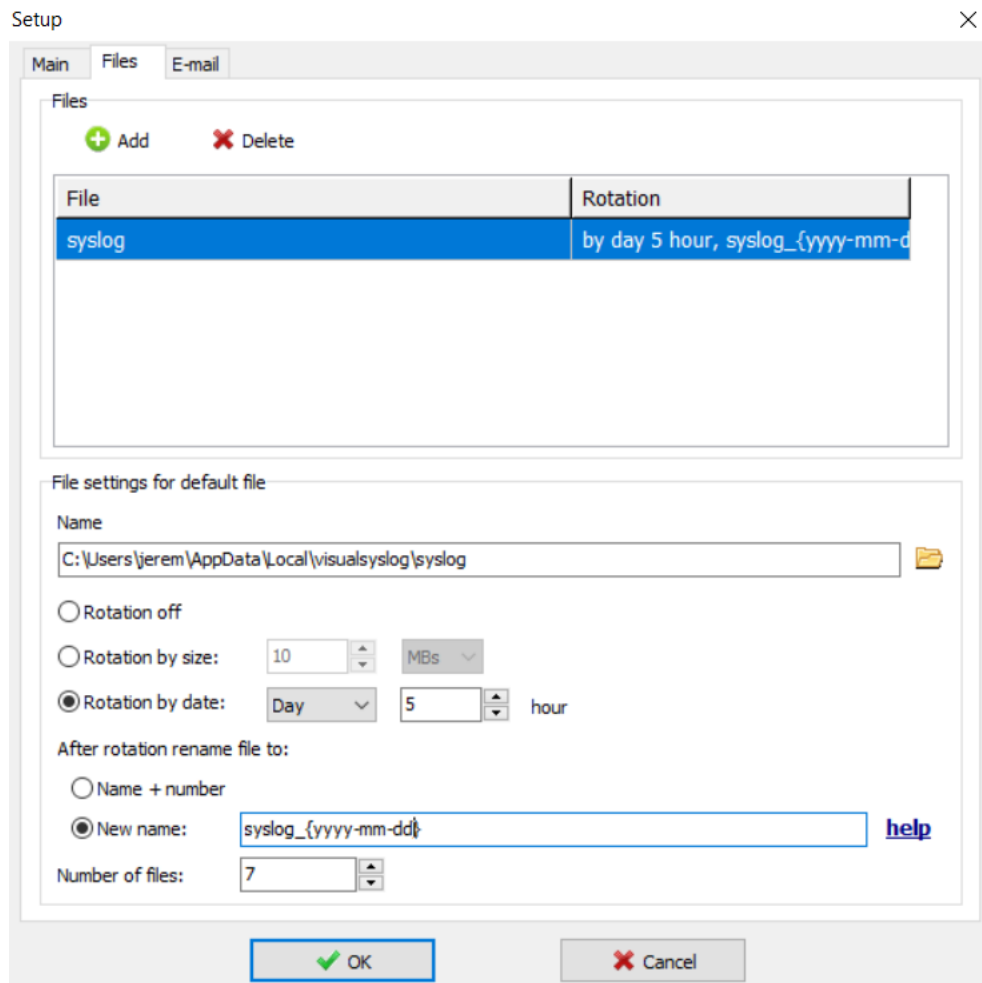 Setup
Main Files E-mail
Files
Add Delete
File Rotation
syslog by day 5 hour, syslog_{yyyy-mm-d
File settings for default file
Name
C:\Users\jerem\AppData\Local\visualsyslog\syslog
Rotation off
Rotation by size: 10 MBs
Rotation by date: Day 5 hour
After rotation rename file to:
Name + number
New name: syslog_{yyyy-mm-dd} help
Number of files: 7
OK Cancel